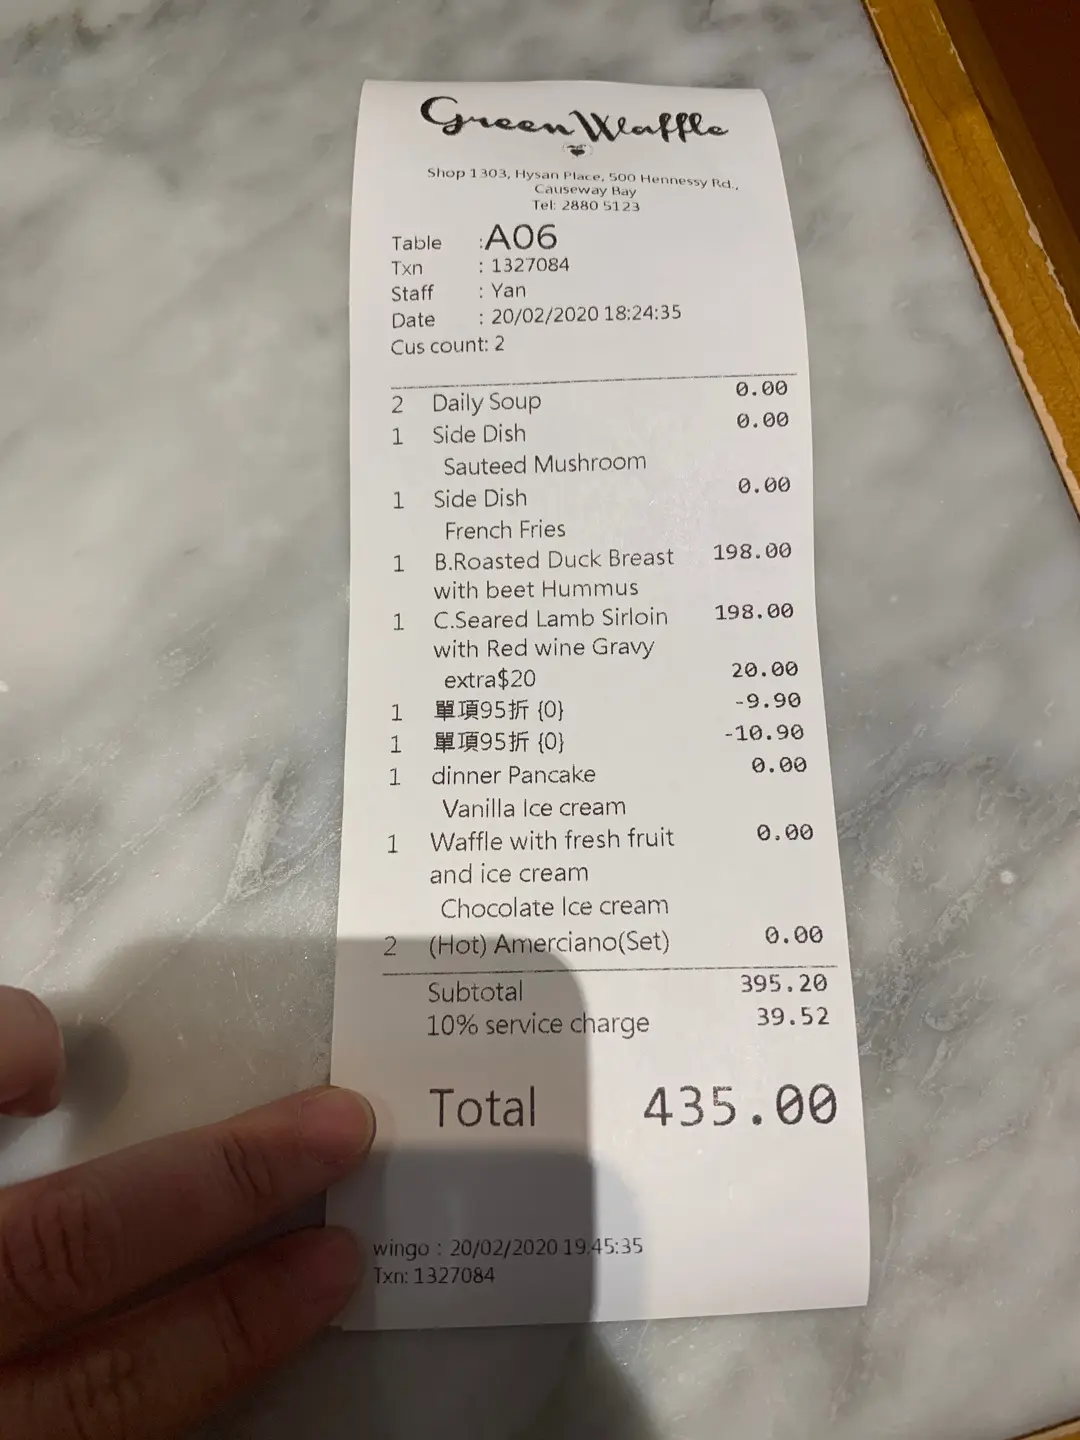 Green Waffle
Shop 1303, Hysan Place, 500 Hennessy Rd.,
Causeway Bay
Tel: 2880 5123
Table :A06
Txn : 1327084
Staff : Yan
Date : 20/02/2020 18:24:35
Cus count: 2
2 Daily Soup 0.00
1 Side Dish 0.00
Sauteed Mushroom
1 Side Dish 0.00
French Fries
1 B.Roasted Duck Breast 198.00
with beet Hummus
1 C.Seared Lamb Sirloin 198.00
with Red wine Gravy
extra$20 20.00
1 單項95折 {0} -9.90
1 單項95折 {0} -10.90
1 dinner Pancake 0.00
Vanilla Ice cream
1 Waffle with fresh fruit 0.00
and ice cream
Chocolate Ice cream
2 (Hot) Amerciano(Set) 0.00
Subtotal 395.20
10% service charge 39.52
Total 435.00
wingo : 20/02/2020 19:45:35
Txn: 1327084